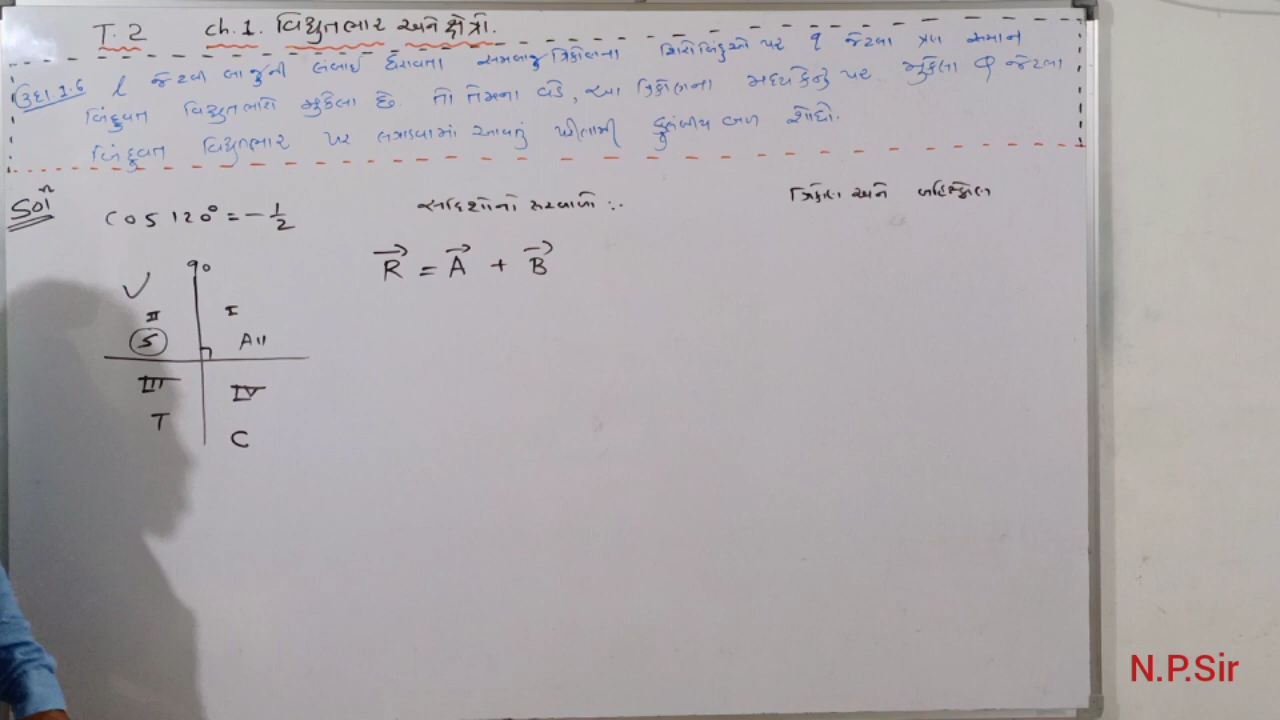 T.2 ch.1. વિદ્યુતભાર અને ક્ષેત્રો.
ઉદા.1.6 l જેટલી બાજુની લંબાઈ ધરાવતા સમબાજુ ત્રિકોણના શિરોબિંદુઓ પર q જેટલા ત્રણ સમાન
બિંદુવત વિદ્યુતભારો મુકેલા છે. તો તેમના વડે, આ ત્રિકોણના મધ્યકેન્દ્ર પર મુકેલા Q જેટલા
બિંદુવત વિદ્યુતભાર પર લગાડવામાં આવતું પરિણામી કુલંબીય બળ શોધો.
Solⁿ
cos 120° = - 1/2
સદિશોનો સરવાળો :-
ત્રિકોણ અને બહિષ્કોણ
R = A + B
90
II I
S All
III IV
T C
N.P.Sir